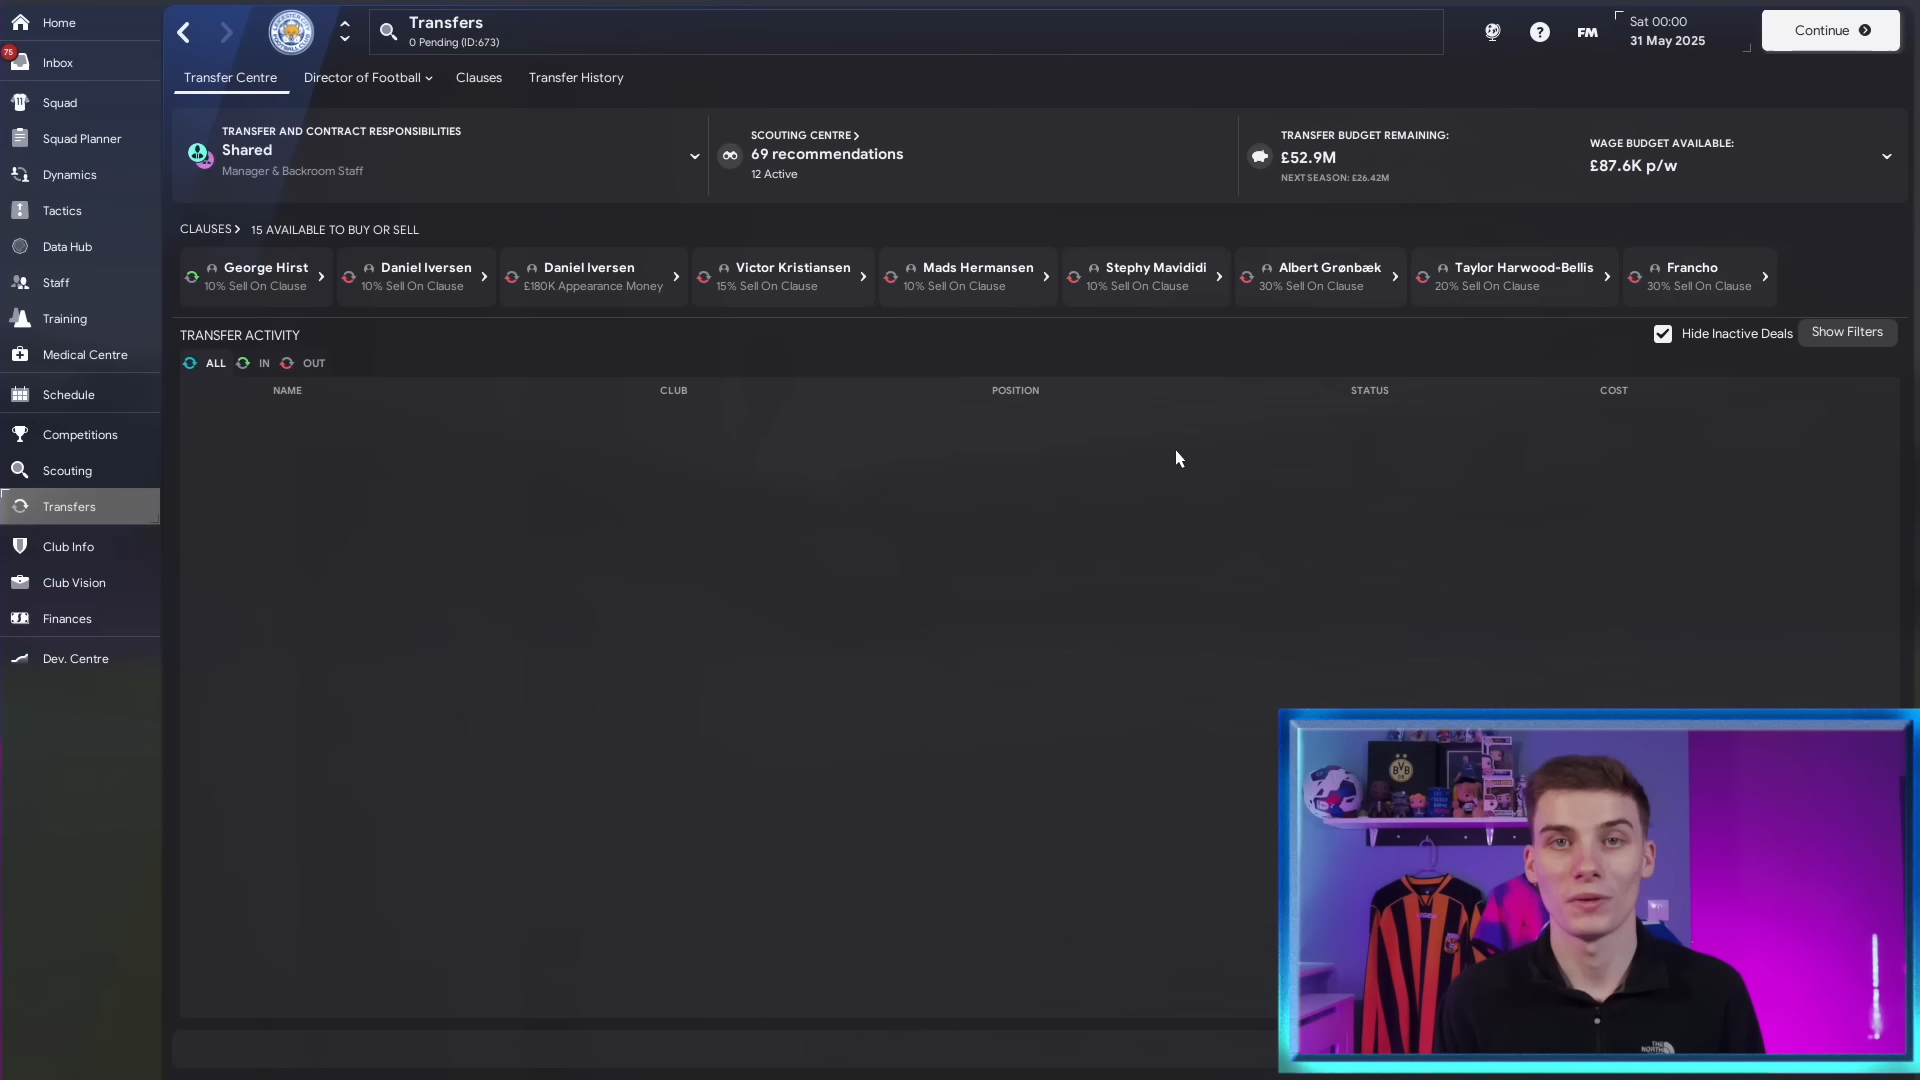 Home
75
Inbox
Squad
Squad Planner
Dynamics
Tactics
Data Hub
Staff
Training
Medical Centre
Schedule
Competitions
Scouting
Transfers
Club Info
Club Vision
Finances
Dev. Centre
Transfers
0 Pending (ID:673)
FM
Sat 00:00
31 May 2025
Continue
Transfer Centre
Director of Football
Clauses
Transfer History
TRANSFER AND CONTRACT RESPONSIBILITIES
Shared
Manager & Backroom Staff
SCOUTING CENTRE
69 recommendations
12 Active
TRANSFER BUDGET REMAINING:
£52.9M
NEXT SEASON: £26.42M
WAGE BUDGET AVAILABLE:
£87.6K p/w
CLAUSES 15 AVAILABLE TO BUY OR SELL
George Hirst
10% Sell On Clause
Daniel Iversen
10% Sell On Clause
Daniel Iversen
£180K Appearance Money
Victor Kristiansen
15% Sell On Clause
Mads Hermansen
10% Sell On Clause
Stephy Mavididi
10% Sell On Clause
Albert Grønbæk
30% Sell On Clause
Taylor Harwood-Bellis
20% Sell On Clause
Francho
30% Sell On Clause
TRANSFER ACTIVITY
Hide Inactive Deals
Show Filters
ALL IN OUT
NAME CLUB POSITION STATUS COST
BVB
09
THE
NORTH